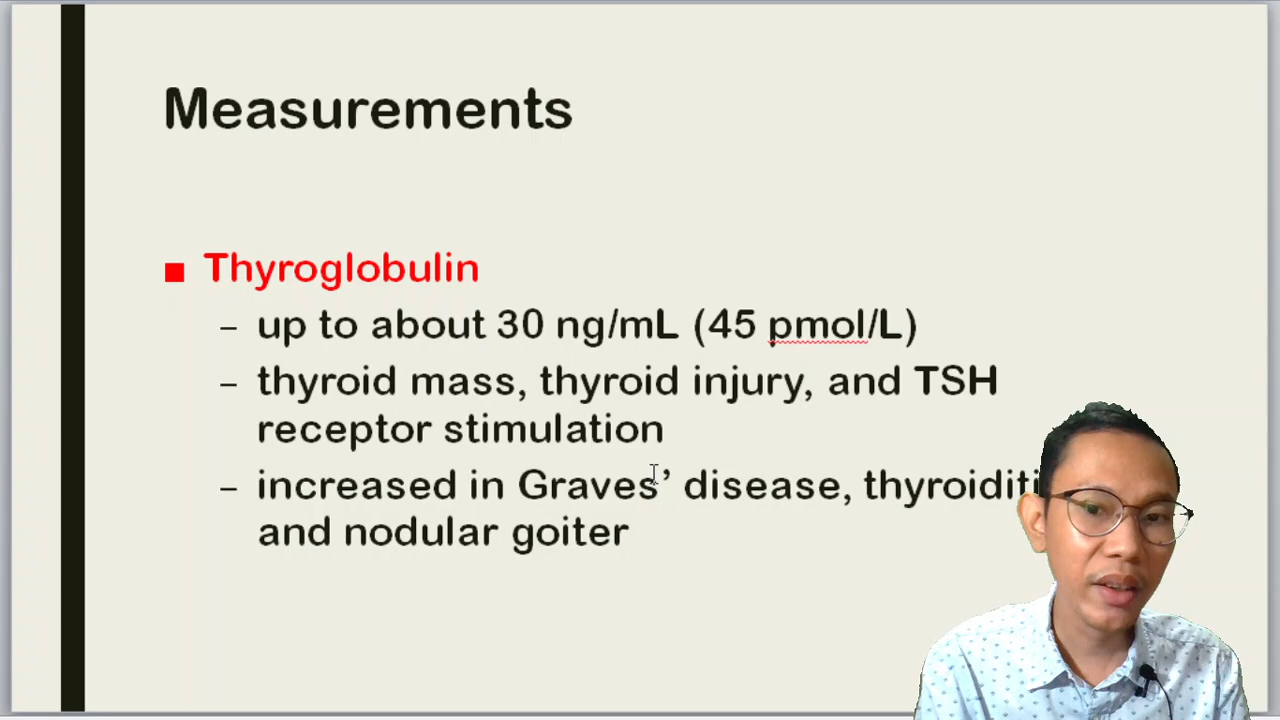 Measurements
Thyroglobulin
– up to about 30 ng/mL (45 pmol/L)
– thyroid mass, thyroid injury, and TSH
receptor stimulation
– increased in Graves’ disease,
and nodular goiter